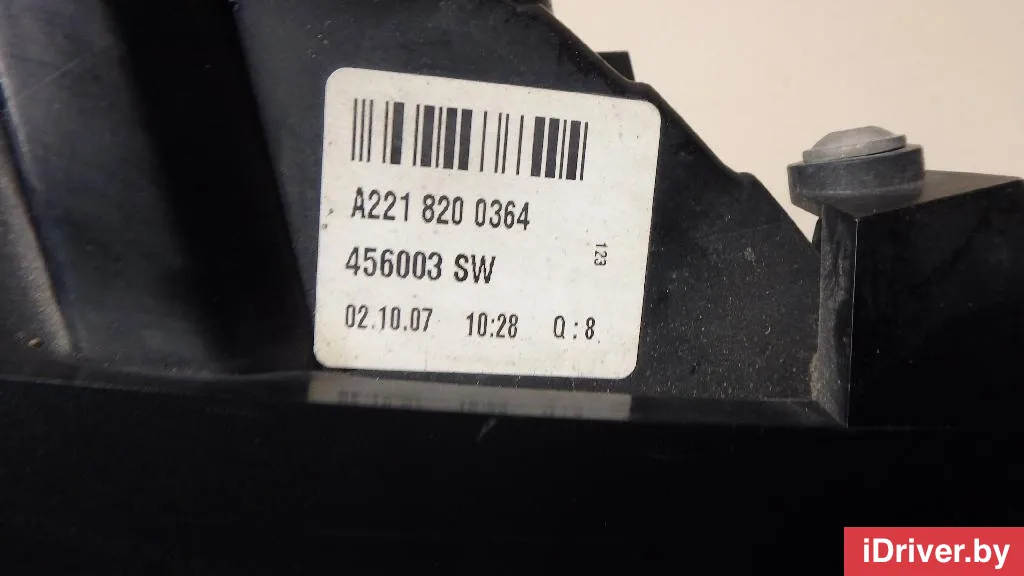 A221 820 0364
456003 SW
123
02.10.07 10:28 Q:8
iDriver.by